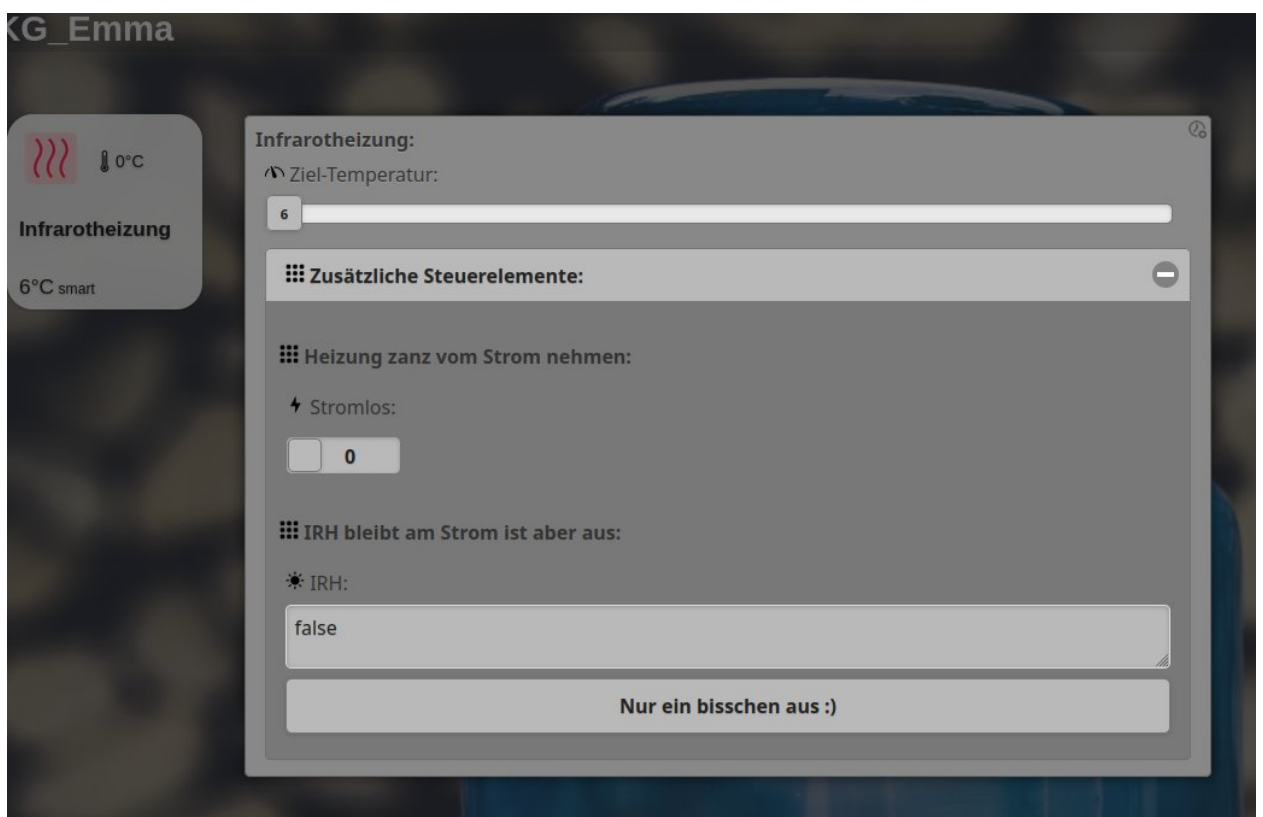 KG_Emma
0°C
Infrarotheizung
6°C smart
Infrarotheizung:
Ziel-Temperatur:
6
Zusätzliche Steuerelemente:
Heizung zanz vom Strom nehmen:
Stromlos:
0
IRH bleibt am Strom ist aber aus:
IRH:
false
Nur ein bisschen aus :)